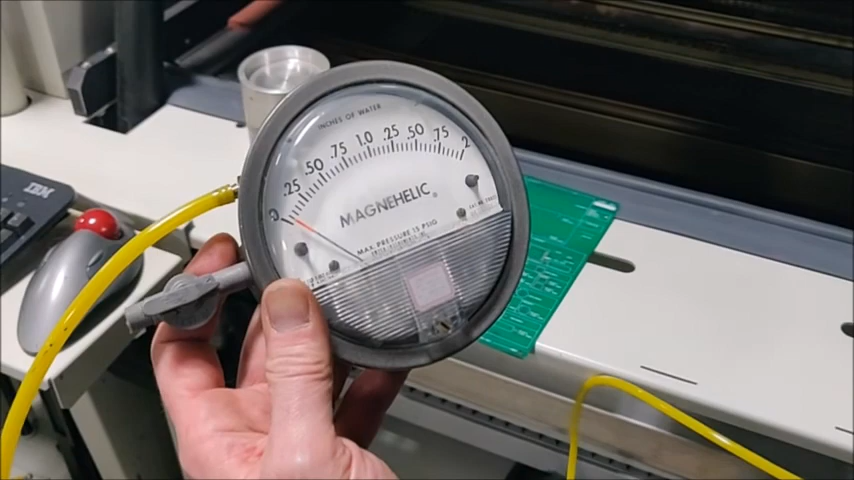 INCHES OF WATER
0 .25 .50 .75 1.0 .25 .50 .75 2
MAGNEHELIC®
MAX. PRESSURE 15 PSIG
IBM